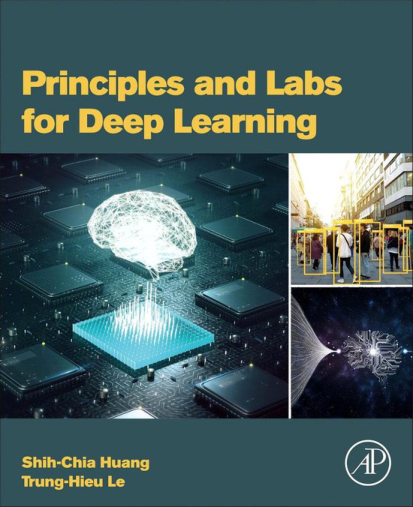 Principles and Labs
for Deep Learning
Shih-Chia Huang
Trung-Hieu Le
AP